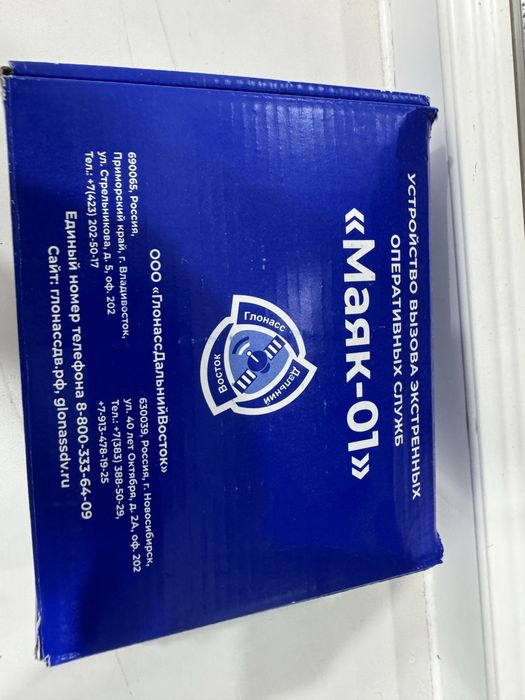 УСТРОЙСТВО ВЫЗОВА ЭКСТРЕННЫХ
ОПЕРАТИВНЫХ СЛУЖБ
«Маяк-01»
Глонасс
Дальний
Восток
ООО «ГлонассДальнийВосток»
690065, Россия,
Приморский край, г. Владивосток,
ул. Стрельникова, д. 5, оф. 202
Тел.: +7(423) 202-50-17
630039, Россия, г. Новосибирск,
ул. 40 лет Октября, д. 2А, оф. 202
Тел.: +7(383) 388-50-29,
+7-913-478-19-25
Единый номер телефона 8-800-333-64-09
Сайт: глонассдв.рф, glonassdv.ru